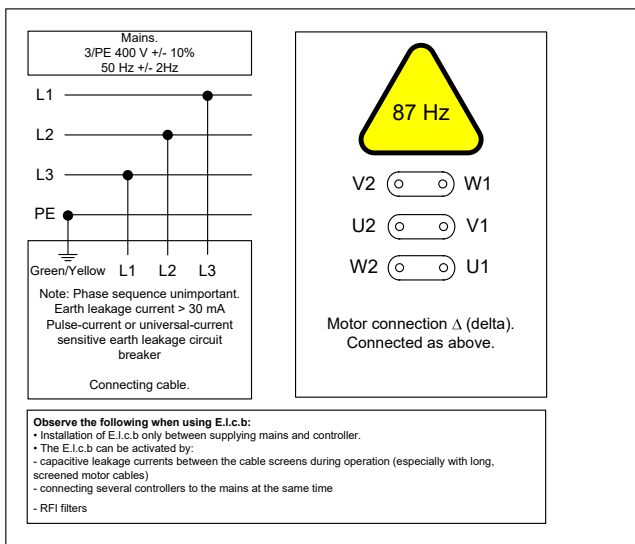 Mains.
3/PE 400 V +/- 10%
50 Hz +/- 2Hz
L1
L2
L3
PE
Green/Yellow L1 L2 L3
Note: Phase sequence unimportant.
Earth leakage current > 30 mA
Pulse-current or universal-current
sensitive earth leakage circuit
breaker
Connecting cable.
87 Hz
V2 W1
U2 V1
W2 U1
Motor connection Δ (delta).
Connected as above.
Observe the following when using E.l.c.b:
• Installation of E.l.c.b only between supplying mains and controller.
• The E.l.c.b can be activated by:
- capacitive leakage currents between the cable screens during operation (especially with long,
screened motor cables)
- connecting several controllers to the mains at the same time
- RFI filters